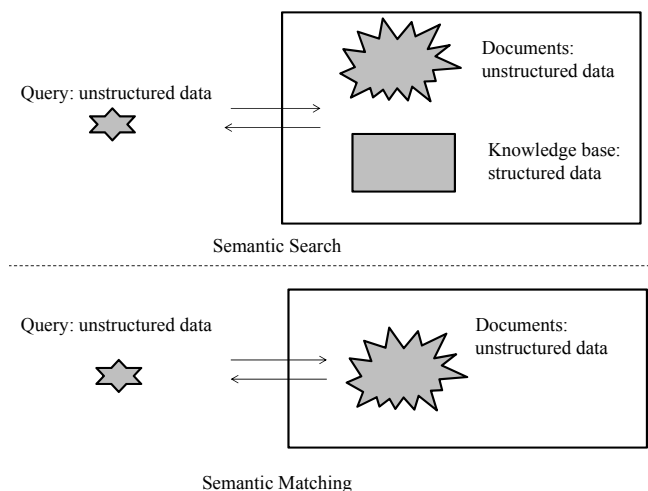 Documents:
unstructured data
Query: unstructured data
Knowledge base:
structured data
Semantic Search
Query: unstructured data
Documents:
unstructured data
Semantic Matching